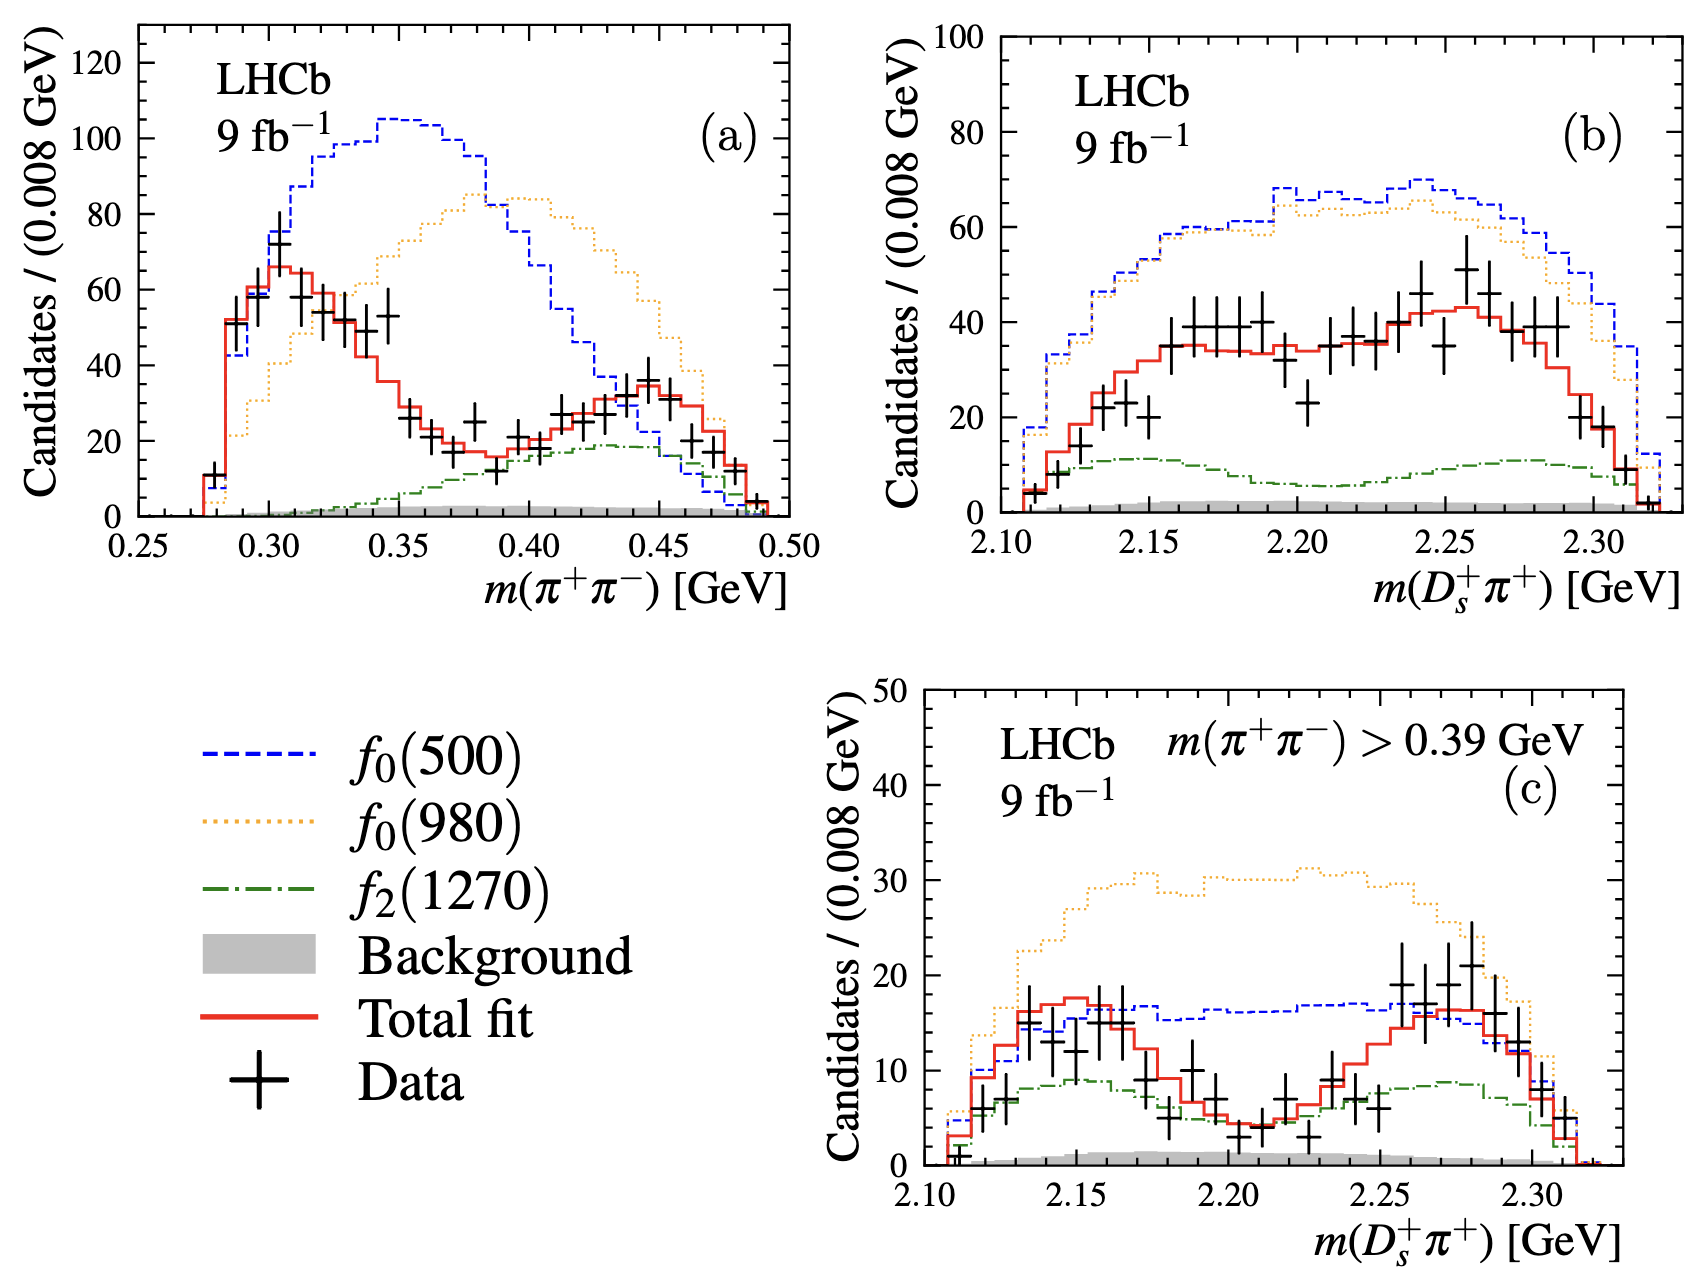 Candidates / (0.008 GeV)
120
100
80
60
40
20
0
LHCb
9 fb⁻¹
(a)
0.25 0.30 0.35 0.40 0.45 0.50
m(π⁺π⁻) [GeV]
Candidates / (0.008 GeV)
100
80
60
40
20
0
LHCb
9 fb⁻¹
(b)
2.10 2.15 2.20 2.25 2.30
m(Dₛ⁺π⁺) [GeV]
f₀(500)
f₀(980)
f₂(1270)
Background
Total fit
Data
Candidates / (0.008 GeV)
50
40
30
20
10
0
LHCb m(π⁺π⁻) > 0.39 GeV
9 fb⁻¹ (c)
2.10 2.15 2.20 2.25 2.30
m(Dₛ⁺π⁺) [GeV]